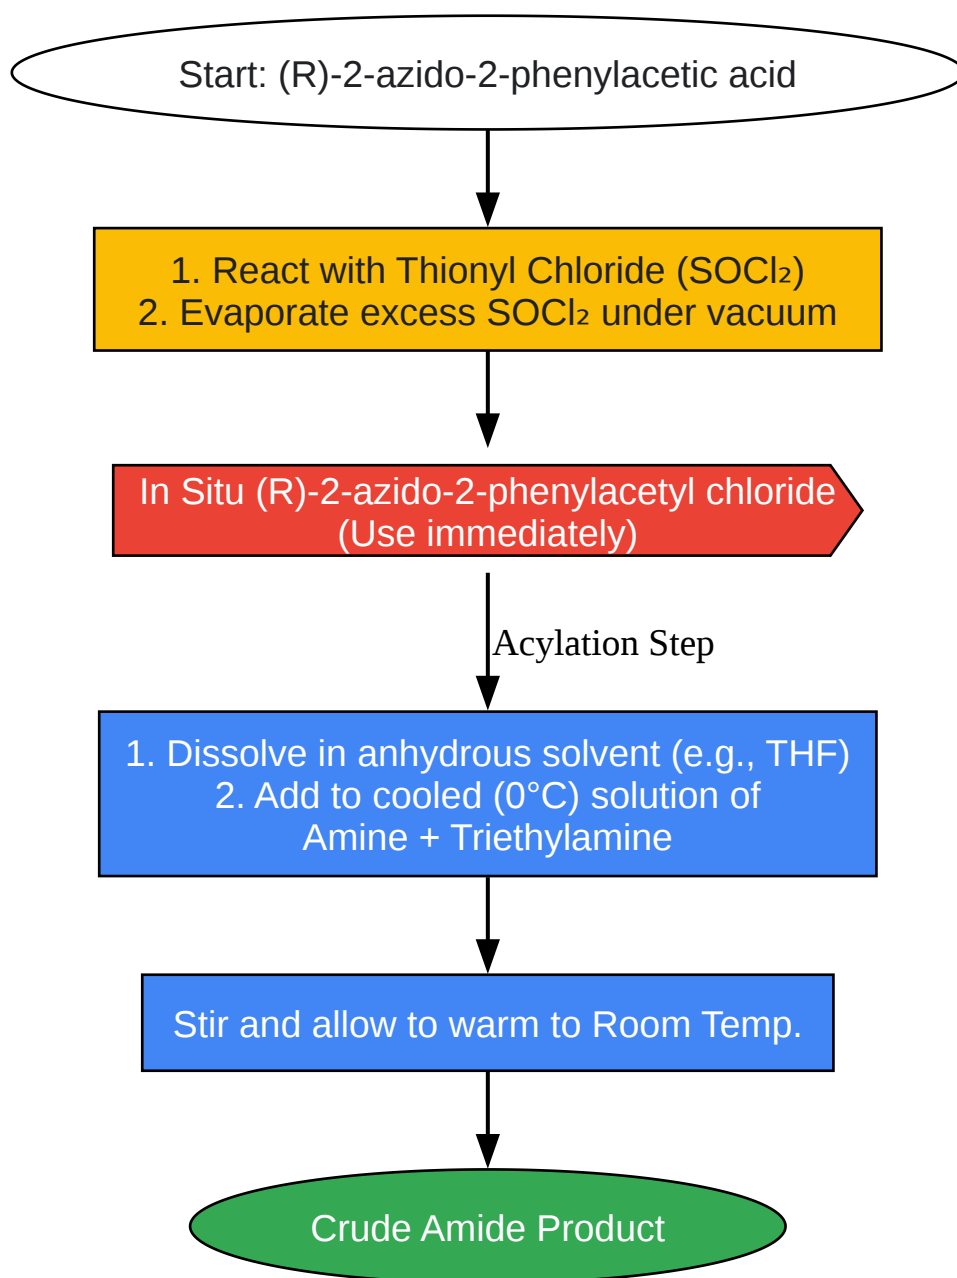 Start: (R)-2-azido-2-phenylacetic acid
1. React with Thionyl Chloride (SOCl₂)
2. Evaporate excess SOCl₂ under vacuum
In Situ (R)-2-azido-2-phenylacetyl chloride
(Use immediately)
Acylation Step
1. Dissolve in anhydrous solvent (e.g., THF)
2. Add to cooled (0°C) solution of
Amine + Triethylamine
Stir and allow to warm to Room Temp.
Crude Amide Product